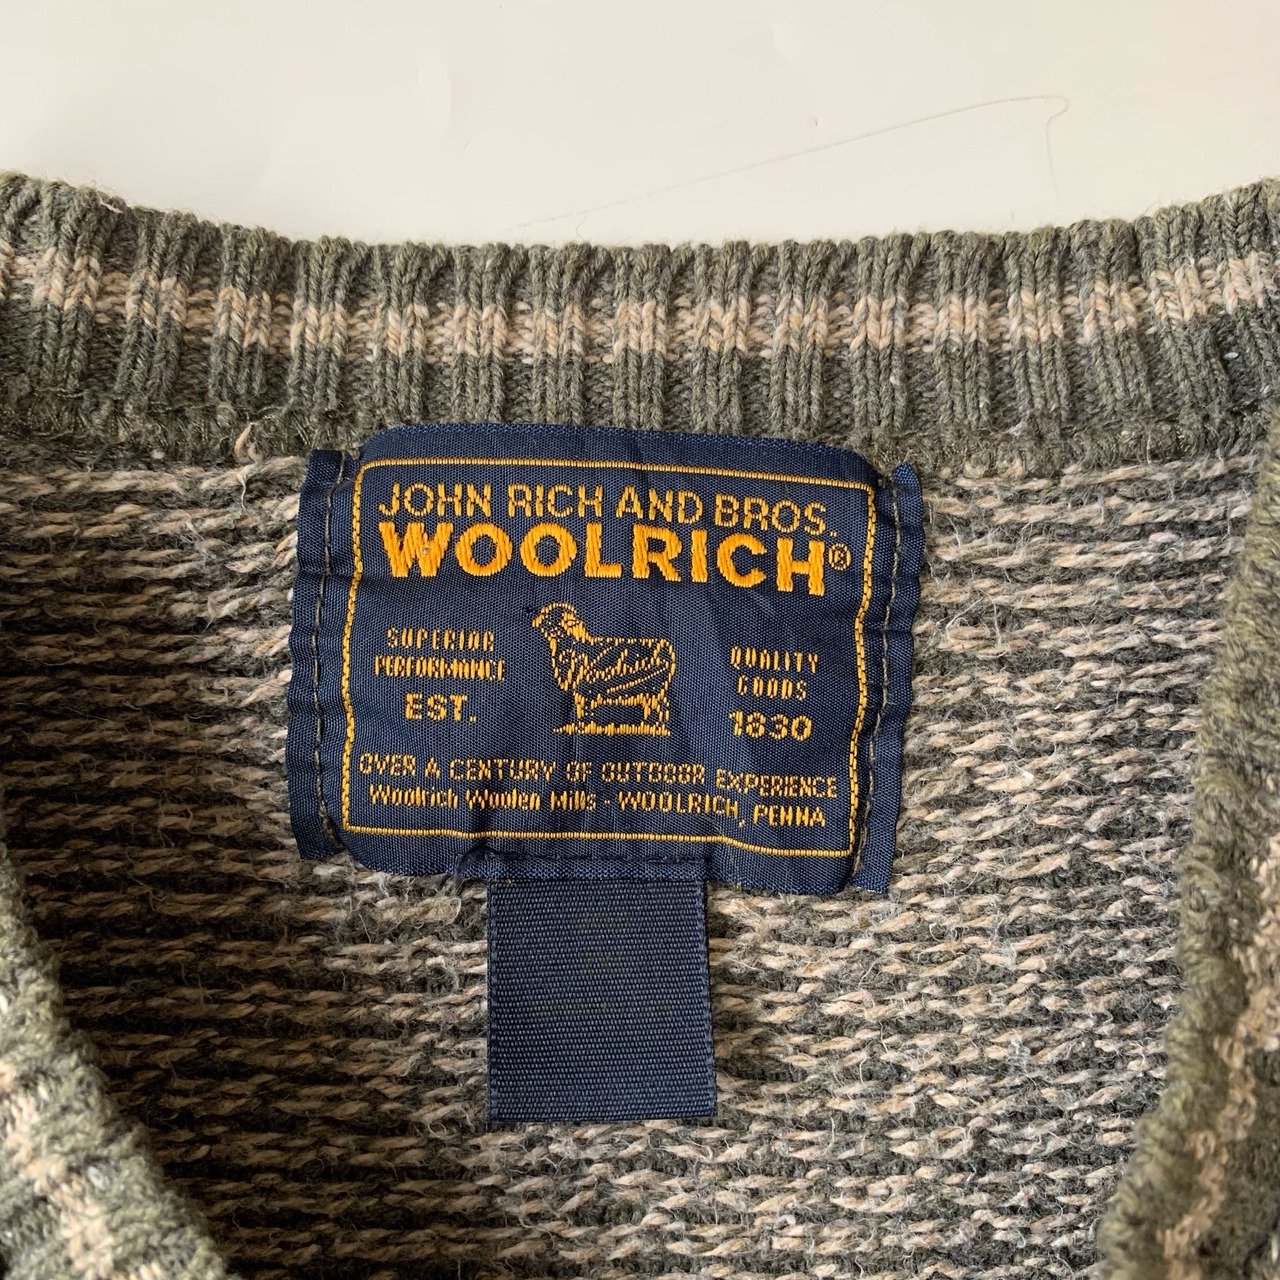 JOHN RICH AND BROS.
WOOLRICH®
SUPERIOR
PERFORMANCE
EST.
Woolrich
QUALITY
GOODS
1830
OVER A CENTURY OF OUTDOOR EXPERIENCE
Woolrich Woolen Mills - WOOLRICH, PENNA